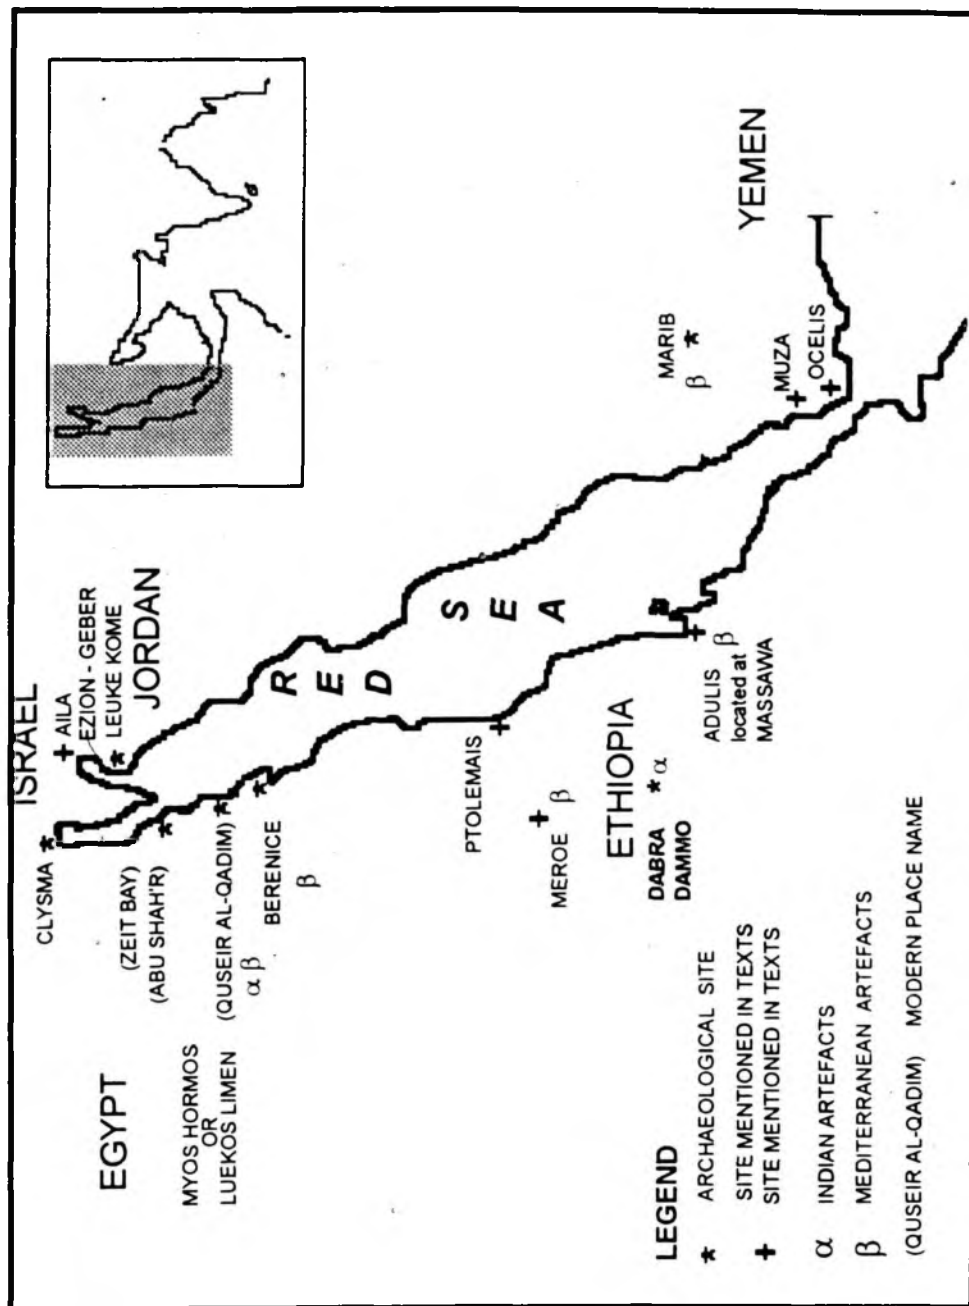 ISRAEL
CLYSMA
+ AILA
EZION - GEBER
* LEUKE KOME
JORDAN
(ZEIT BAY)
(ABU SHAH'R)
EGYPT
MYOS HORMOS
OR
LUEKOS LIMEN
(QUSEIR AL-QADIM)
α β
BERENICE
β
RED
SEA
PTOLEMAIS
MEROE
β
ETHIOPIA
DABRA
DAMMO
* α
ADULIS
located at β
MASSAWA
MARIB
β *
MUZA
OCELIS
YEMEN
LEGEND
* ARCHAEOLOGICAL SITE
SITE MENTIONED IN TEXTS
+ SITE MENTIONED IN TEXTS
α INDIAN ARTEFACTS
β MEDITERRANEAN ARTEFACTS
(QUSEIR AL-QADIM) MODERN PLACE NAME